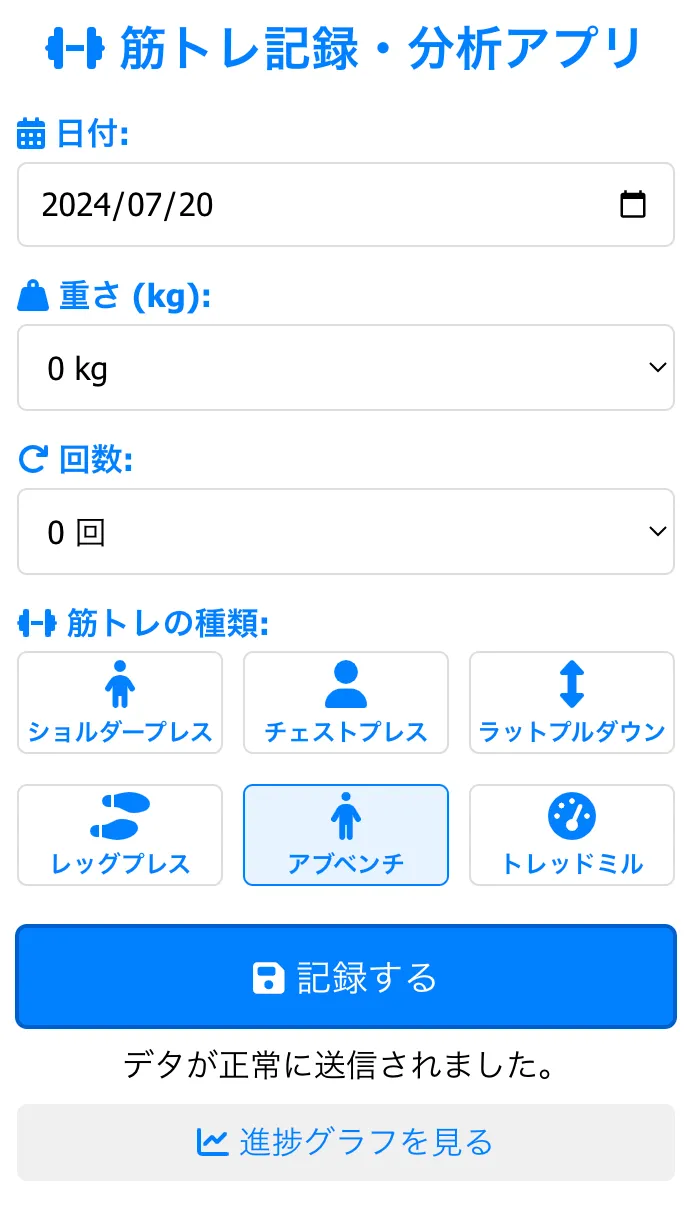 筋トレ記録・分析アプリ
日付:
2024/07/20
重さ (kg):
0 kg
回数:
0 回
筋トレの種類:
ショルダープレス
チェストプレス
ラットプルダウン
レッグプレス
アブベンチ
トレッドミル
記録する
デタが正常に送信されました。
進捗グラフを見る